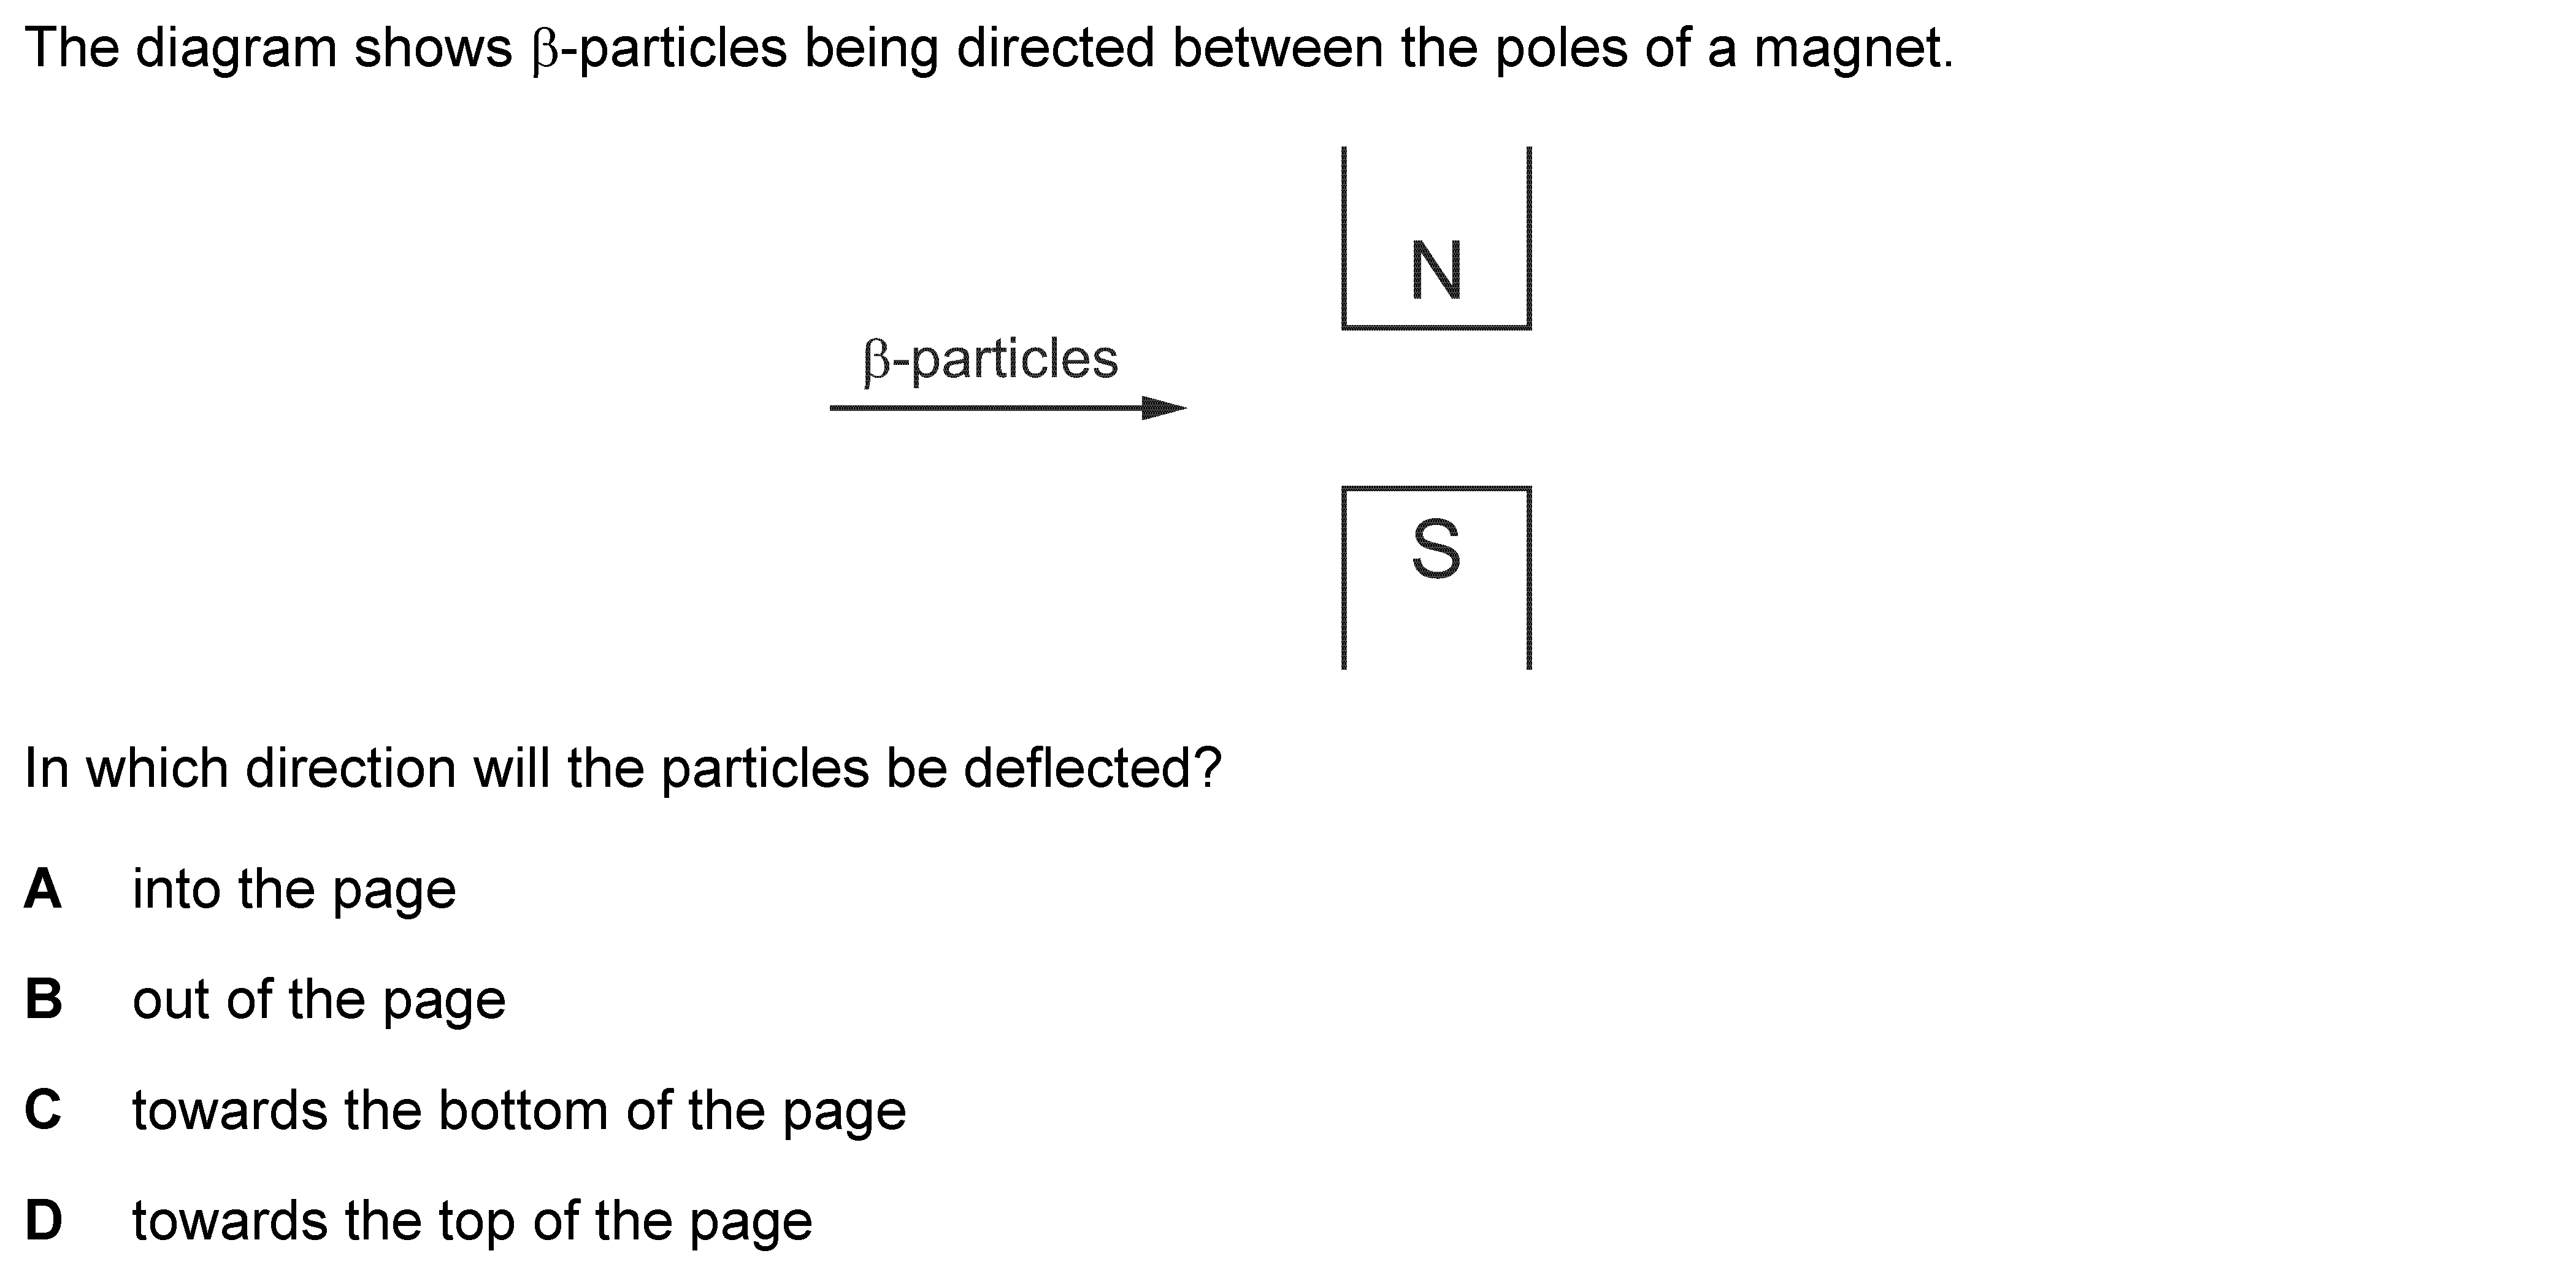 The diagram shows β-particles being directed between the poles of a magnet.
N
β-particles
S
In which direction will the particles be deflected?
A into the page
B out of the page
C towards the bottom of the page
D towards the top of the page